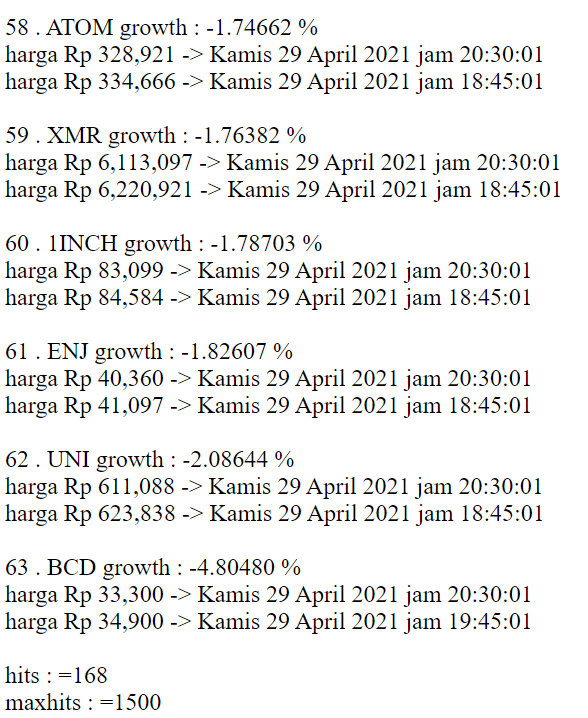 58 . ATOM growth : -1.74662 %
harga Rp 328,921 -> Kamis 29 April 2021 jam 20:30:01
harga Rp 334,666 -> Kamis 29 April 2021 jam 18:45:01
59 . XMR growth : -1.76382 %
harga Rp 6,113,097 -> Kamis 29 April 2021 jam 20:30:01
harga Rp 6,220,921 -> Kamis 29 April 2021 jam 18:45:01
60 . 1INCH growth : -1.78703 %
harga Rp 83,099 -> Kamis 29 April 2021 jam 20:30:01
harga Rp 84,584 -> Kamis 29 April 2021 jam 18:45:01
61 . ENJ growth : -1.82607 %
harga Rp 40,360 -> Kamis 29 April 2021 jam 20:30:01
harga Rp 41,097 -> Kamis 29 April 2021 jam 18:45:01
62 . UNI growth : -2.08644 %
harga Rp 611,088 -> Kamis 29 April 2021 jam 20:30:01
harga Rp 623,838 -> Kamis 29 April 2021 jam 18:45:01
63 . BCD growth : -4.80480 %
harga Rp 33,300 -> Kamis 29 April 2021 jam 20:30:01
harga Rp 34,900 -> Kamis 29 April 2021 jam 19:45:01
hits : =168
maxhits : =1500